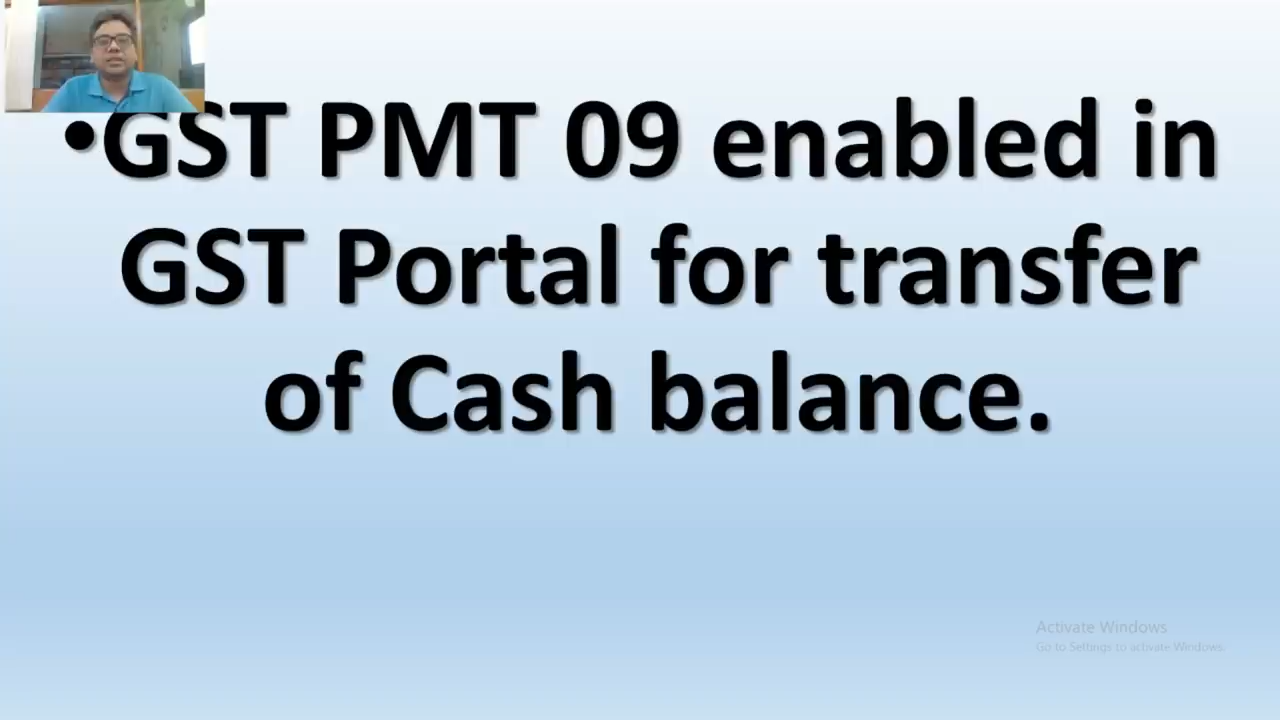 •GST PMT 09 enabled in
GST Portal for transfer
of Cash balance.
Activate Windows
Go to Settings to activate Windows.